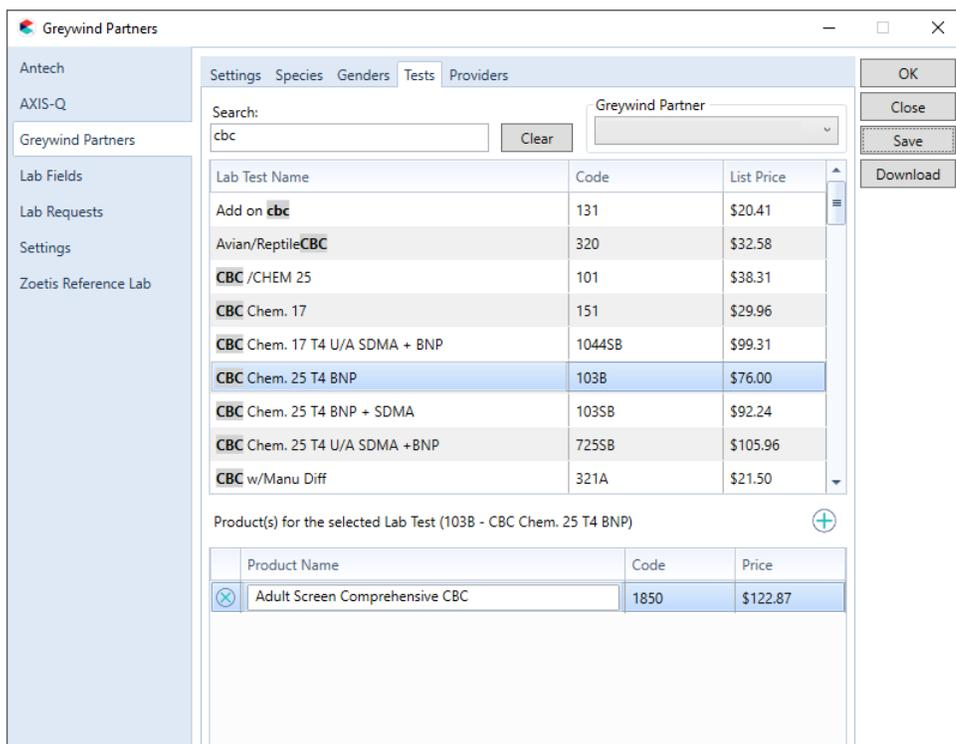 Greywind Partners
Antech
AXIS-Q
Greywind Partners
Lab Fields
Lab Requests
Settings
Zoetis Reference Lab
Settings Species Genders Tests Providers
Search:
cbc
Clear
Greywind Partner
OK
Close
Save
Download
Lab Test Name Code List Price
Add on cbc 131 $20.41
Avian/ReptileCBC 320 $32.58
CBC /CHEM 25 101 $38.31
CBC Chem. 17 151 $29.96
CBC Chem. 17 T4 U/A SDMA + BNP 1044SB $99.31
CBC Chem. 25 T4 BNP 103B $76.00
CBC Chem. 25 T4 BNP + SDMA 103SB $92.24
CBC Chem. 25 T4 U/A SDMA +BNP 725SB $105.96
CBC w/Manu Diff 321A $21.50
Product(s) for the selected Lab Test (103B - CBC Chem. 25 T4 BNP)
Product Name Code Price
Adult Screen Comprehensive CBC 1850 $122.87